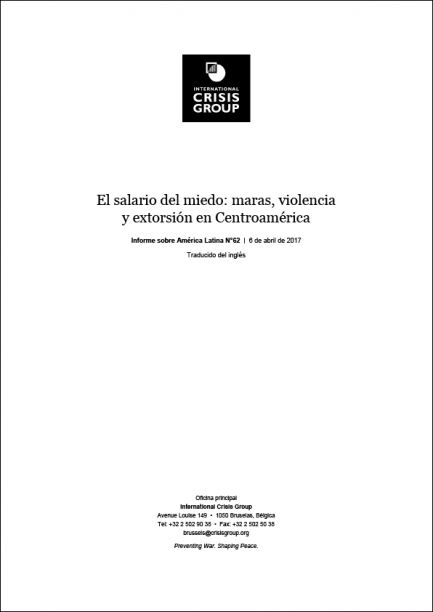 INTERNATIONAL
CRISIS
GROUP
El salario del miedo: maras, violencia
y extorsión en Centroamérica
Informe sobre América Latina N°62 | 6 de abril de 2017
Traducido del inglés
Oficina principal
International Crisis Group
Avenue Louise 149 • 1050 Bruselas, Bélgica
Tel: +32 2 502 90 38 • Fax: +32 2 502 50 38
brussels@crisisgroup.org
Preventing War. Shaping Peace.